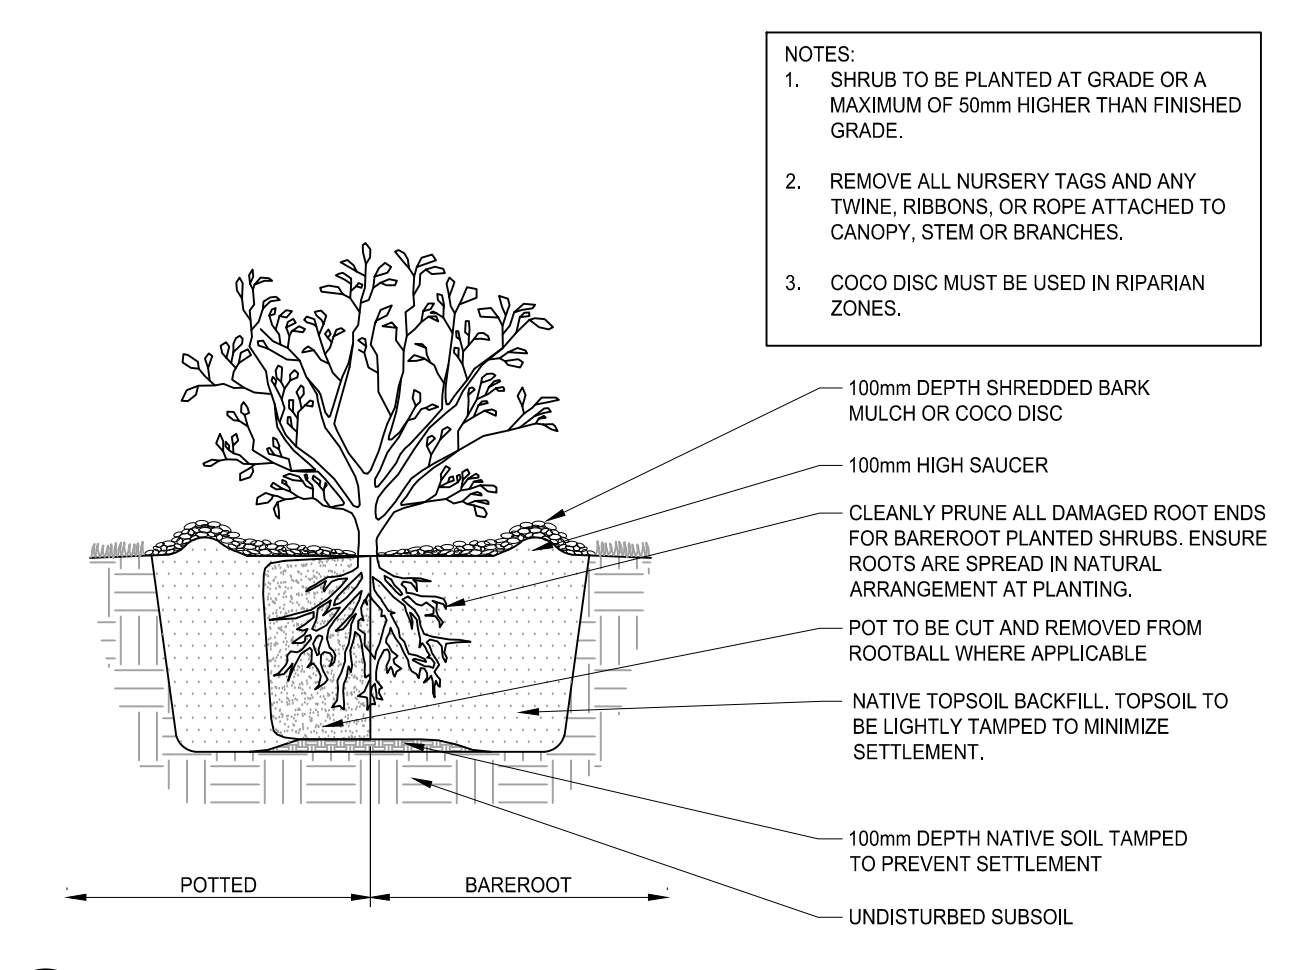 NOTES:
1. SHRUB TO BE PLANTED AT GRADE OR A
MAXIMUM OF 50mm HIGHER THAN FINISHED
GRADE.
2. REMOVE ALL NURSERY TAGS AND ANY
TWINE, RIBBONS, OR ROPE ATTACHED TO
CANOPY, STEM OR BRANCHES.
3. COCO DISC MUST BE USED IN RIPARIAN
ZONES.
100mm DEPTH SHREDDED BARK
MULCH OR COCO DISC
100mm HIGH SAUCER
CLEANLY PRUNE ALL DAMAGED ROOT ENDS
FOR BAREROOT PLANTED SHRUBS. ENSURE
ROOTS ARE SPREAD IN NATURAL
ARRANGEMENT AT PLANTING.
POT TO BE CUT AND REMOVED FROM
ROOTBALL WHERE APPLICABLE
NATIVE TOPSOIL BACKFILL. TOPSOIL TO
BE LIGHTLY TAMPED TO MINIMIZE
SETTLEMENT.
100mm DEPTH NATIVE SOIL TAMPED
TO PREVENT SETTLEMENT
UNDISTURBED SUBSOIL
POTTED
BAREROOT